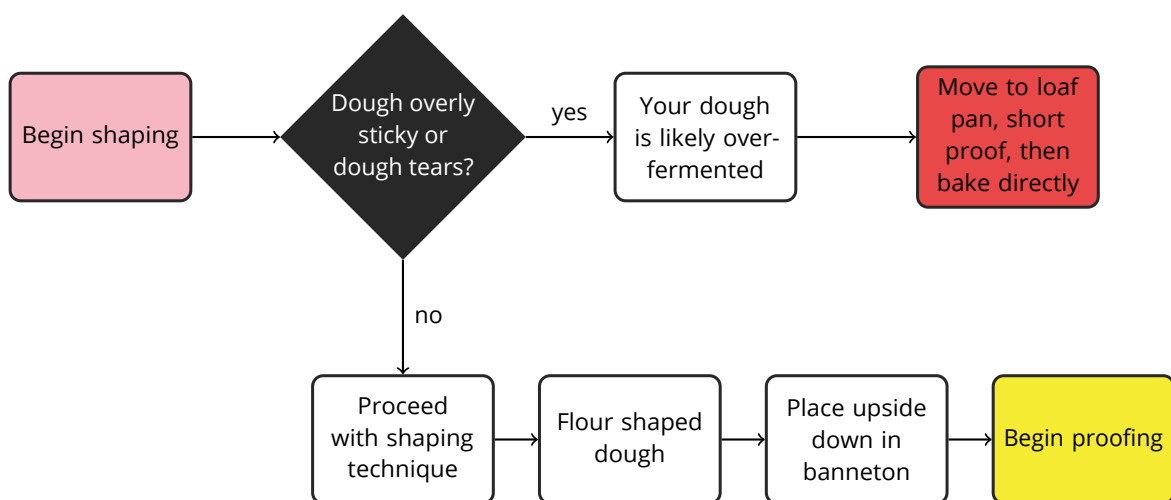 Begin shaping
Dough overly
sticky or
dough tears?
yes
Your dough
is likely over-
fermented
Move to loaf
pan, short
proof, then
bake directly
no
Proceed
with shaping
technique
Flour shaped
dough
Place upside
down in
banneton
Begin proofing